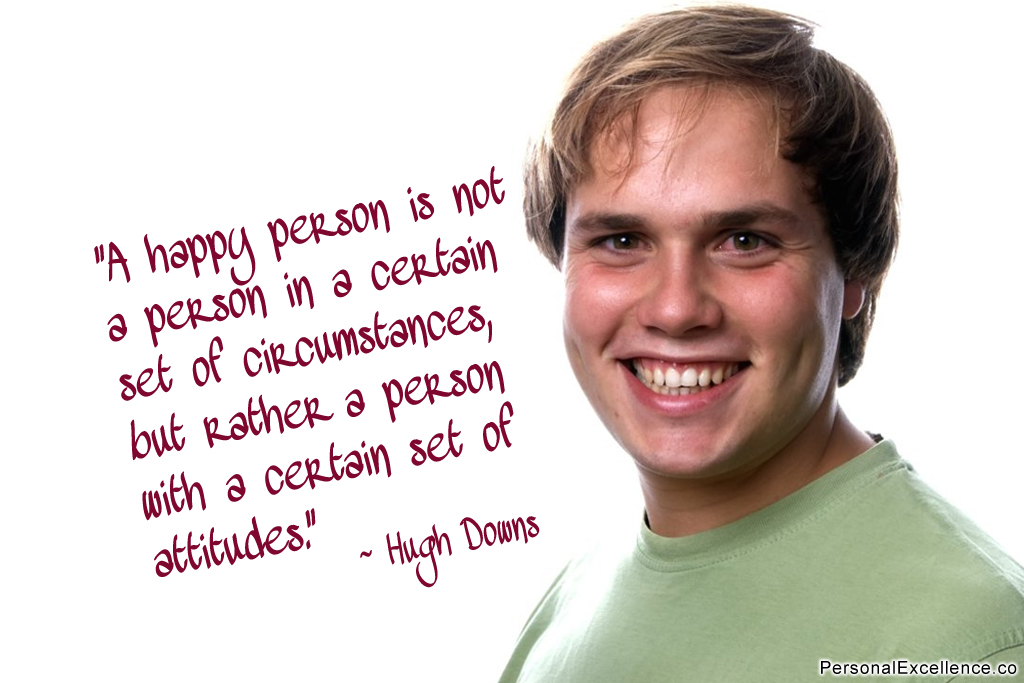 "A happy person is not
a person in a certain
set of circumstances,
but rather a person
with a certain set of
attitudes."
~ Hugh Downs
PersonalExcellence.co